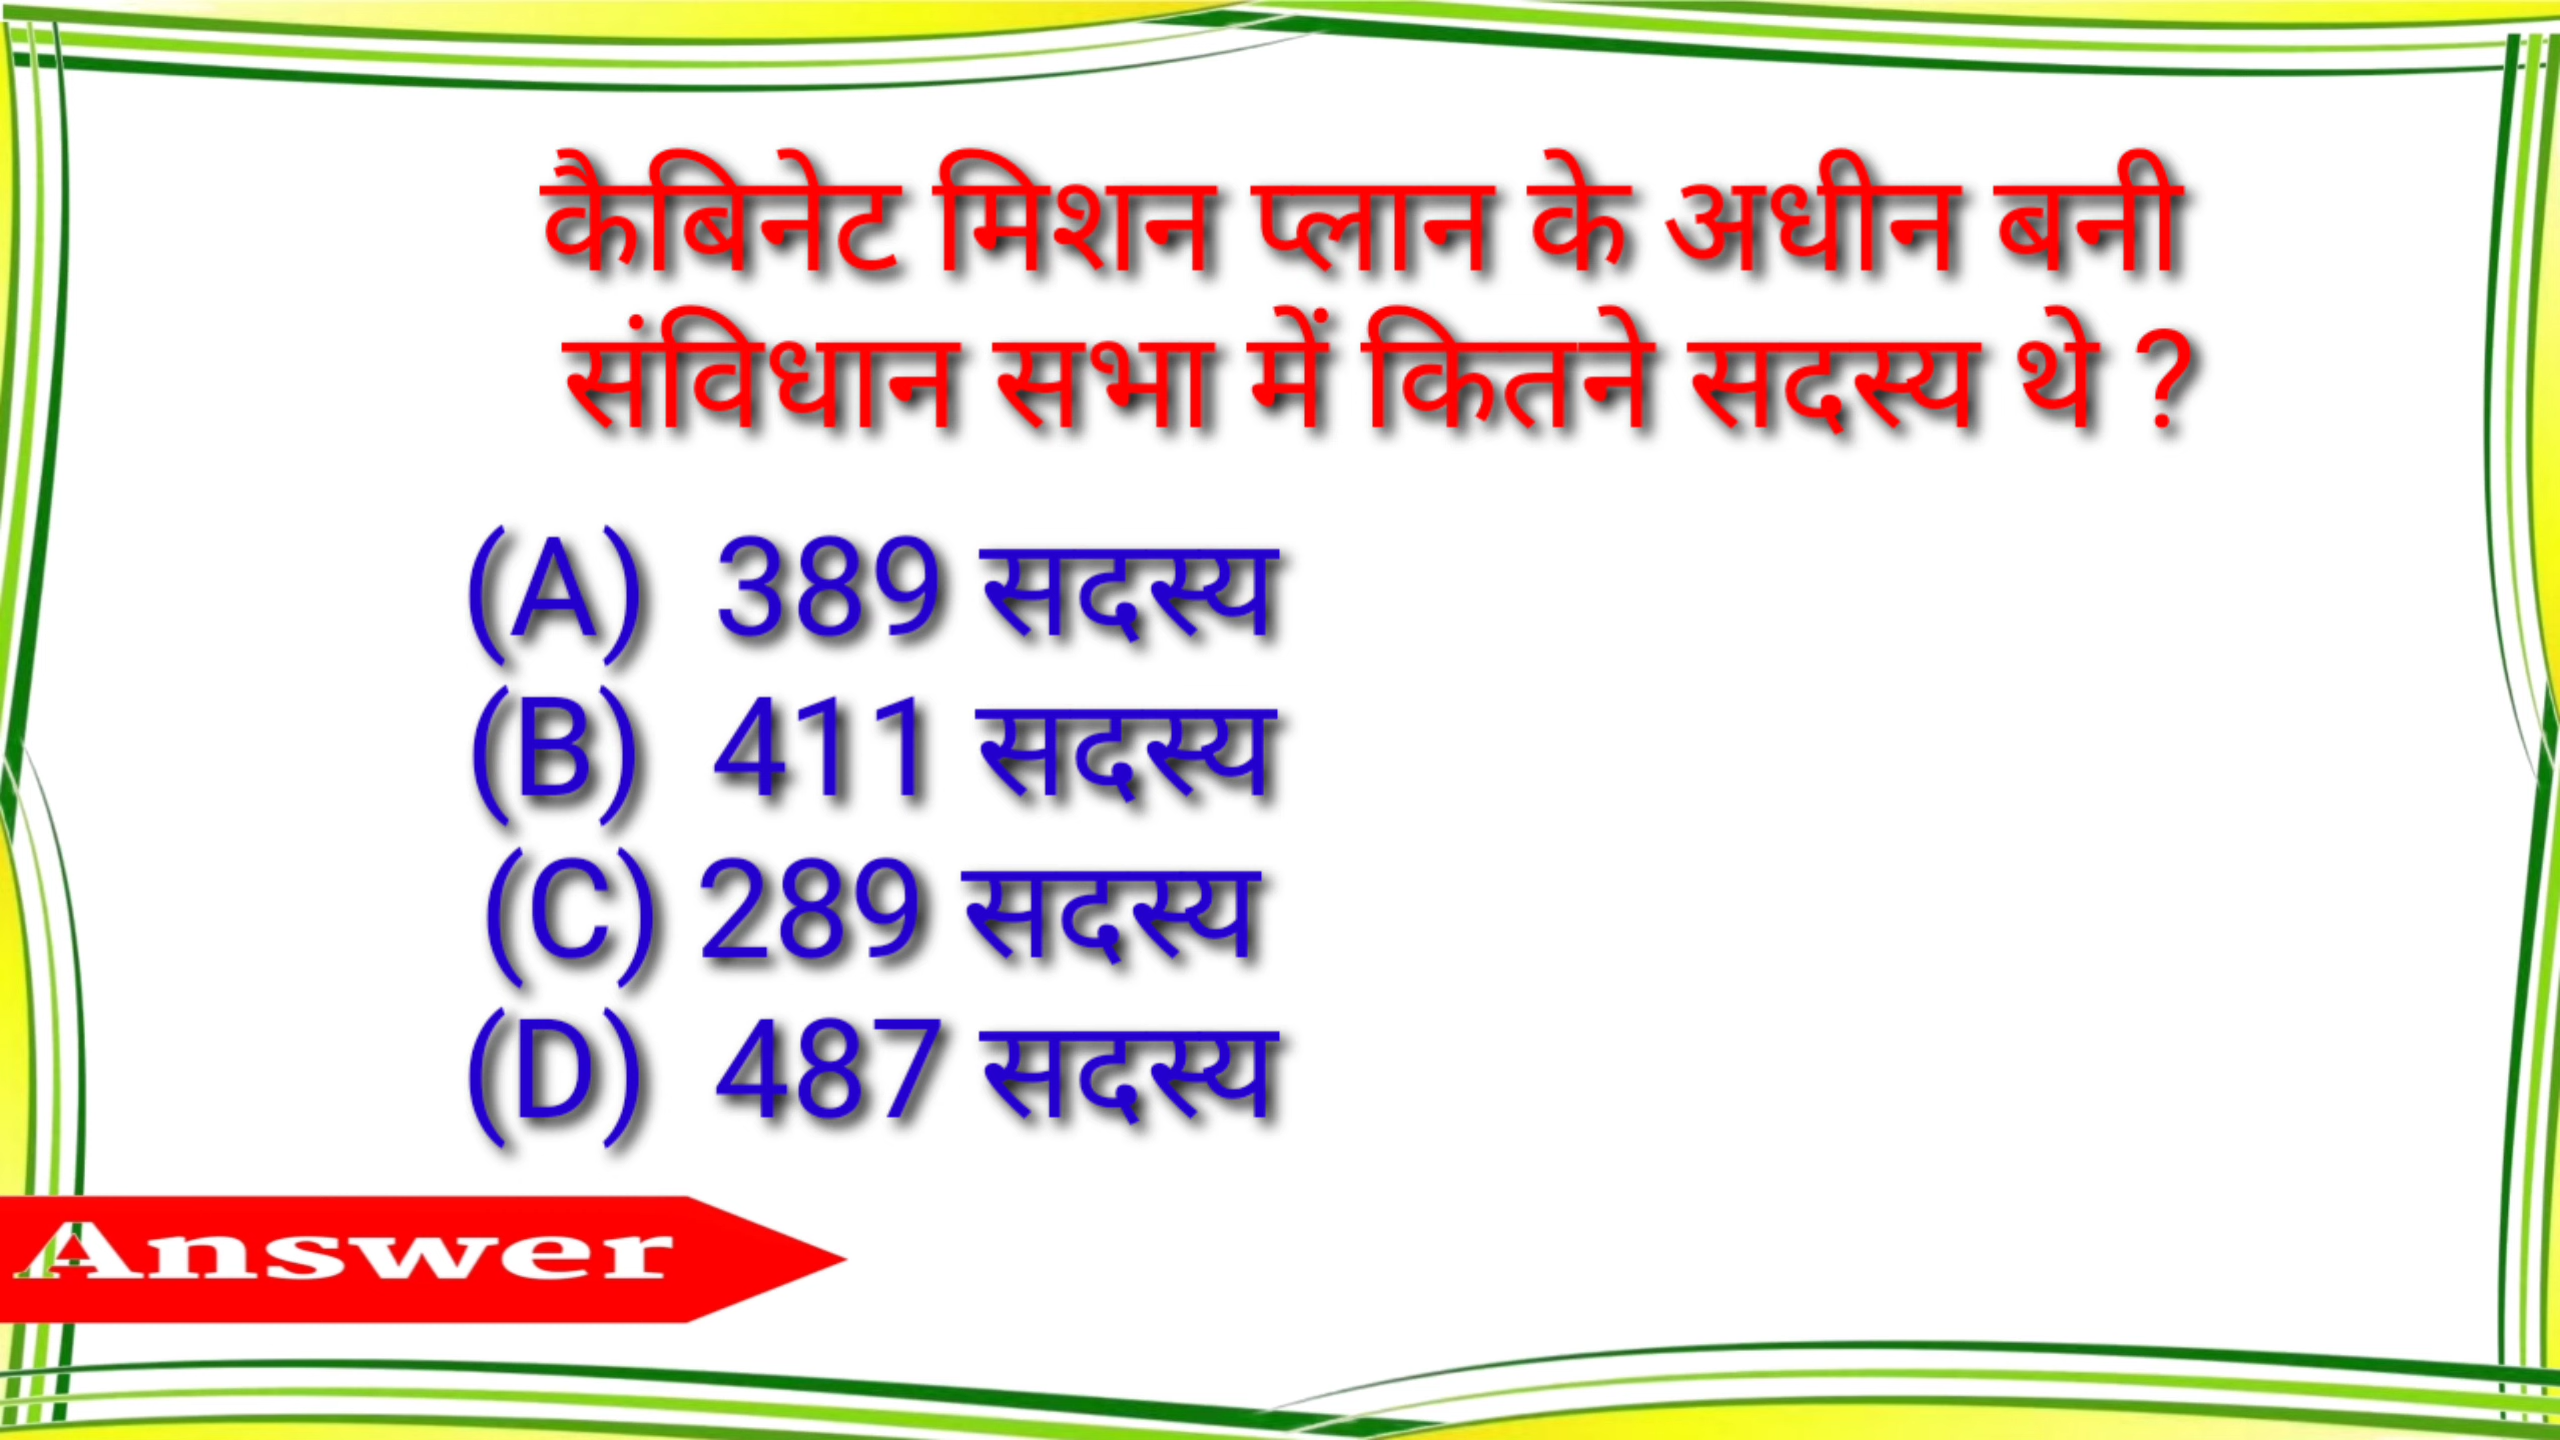 कैबिनेट मिशन प्लान के अधीन बनी
संविधान सभा में कितने सदस्य थे ?
(A) 389 सदस्य
(B) 411 सदस्य
(C) 289 सदस्य
(D) 487 सदस्य
Answer